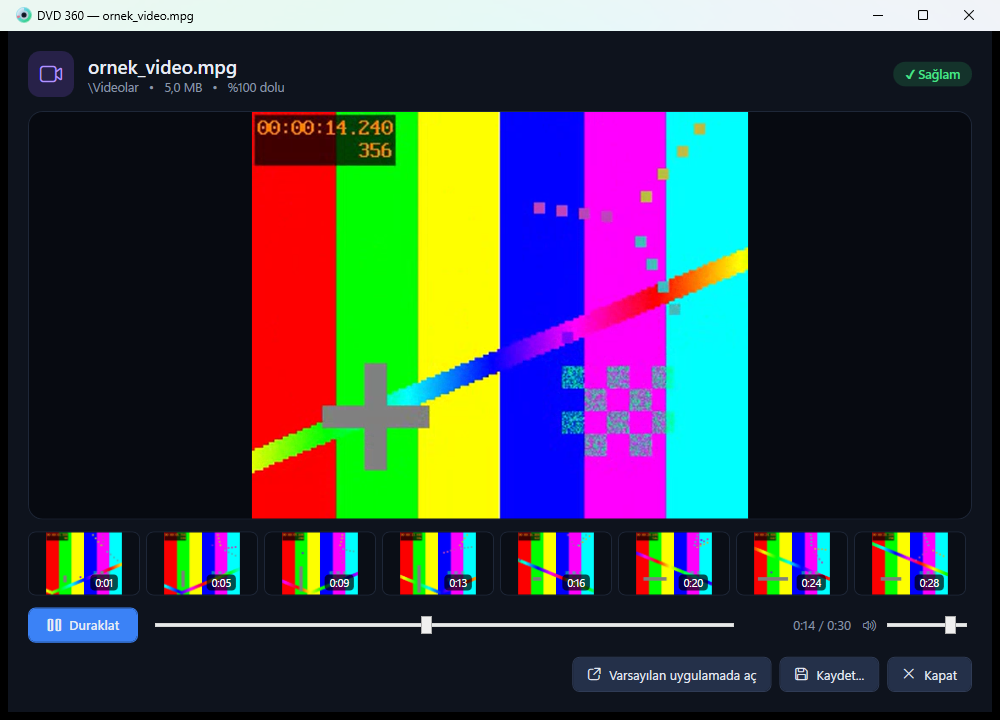 DVD 360 — ornek_video.mpg
ornek_video.mpg
\Videolar • 5,0 MB • %100 dolu
✓ Sağlam
00:00:14.240
356
0:01
0:05
0:09
0:13
0:16
0:20
0:24
0:28
Duraklat
0:14 / 0:30
Varsayılan uygulamada aç
Kaydet...
Kapat